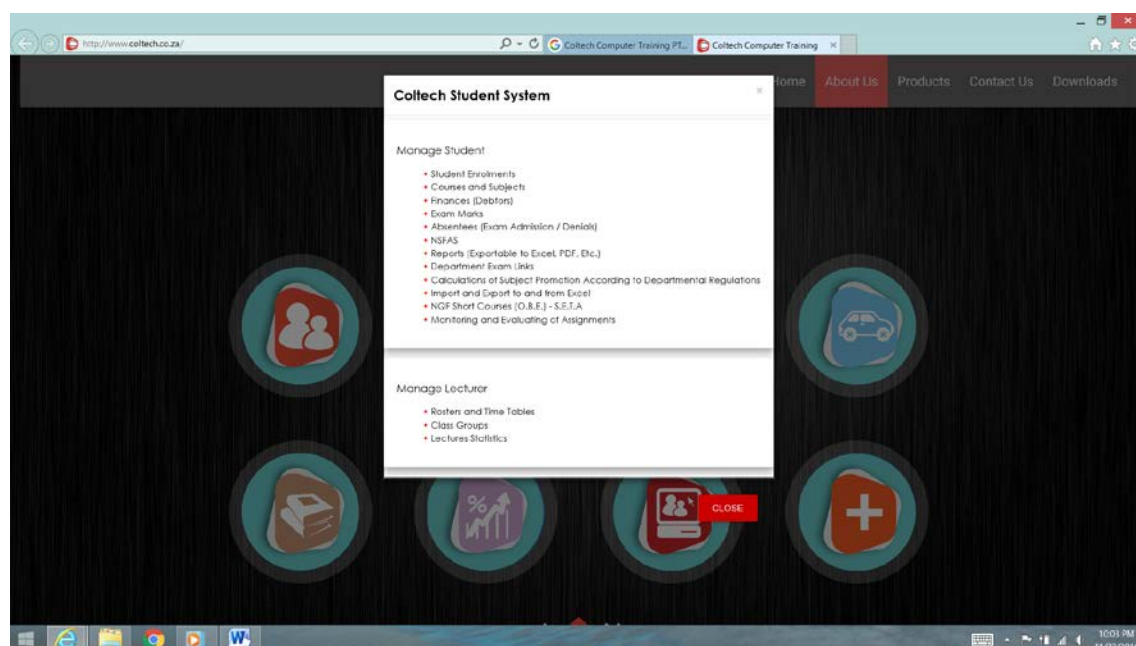 http://www.coltech.co.za/
Coltech Computer Training PT...
Coltech Computer Training
Home
About Us
Products
Contact Us
Downloads
Coltech Student System
Manage Student
Student Enrolments
Courses and Subjects
Finances (Debtors)
Exam Marks
Absentees (Exam Admission / Denials)
NSFAS
Reports (Exportable to Excel, PDF, Etc.)
Department Exam Links
Calculations of Subject Promotion According to Departmental Regulations
Import and Export to and from Excel
NQF Short Courses (O.B.E.) - S.E.T.A
Monitoring and Evaluating of Assignments
Manage Lecturer
Rosters and Time Tables
Class Groups
Lectures Statistics
%
CLOSE
10:03 PM